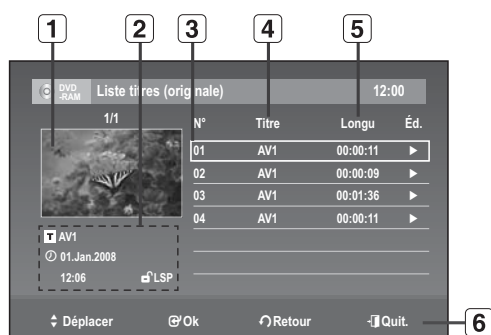 1 2 3 4 5
DVD -RAM Liste titres (originale) 12:00
1/1
N° Titre Longu Éd.
01 AV1 00:00:11 ►
02 AV1 00:00:09 ►
03 AV1 00:01:36 ►
04 AV1 00:00:11 ►
T AV1
01.Jan.2008
12:06 LSP
Déplacer Ok Retour Quit.
6